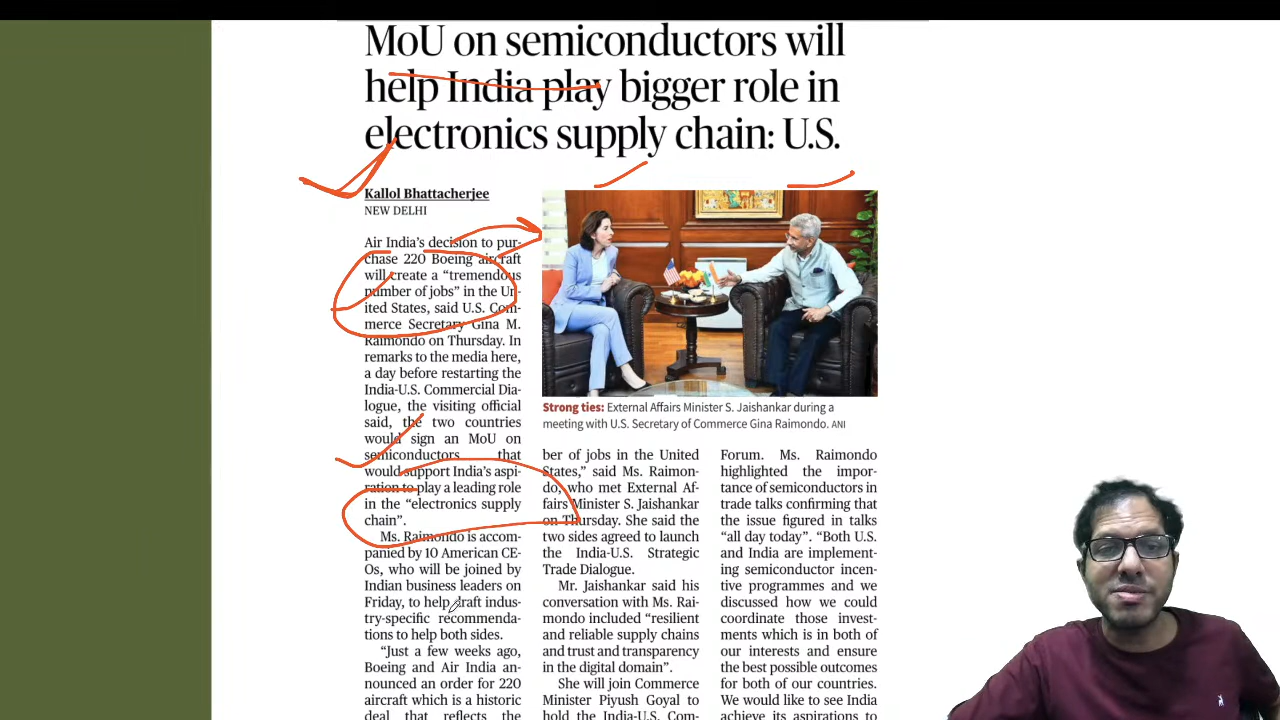 MoU on semiconductors will
help India play bigger role in
electronics supply chain: U.S.
Kallol Bhattacherjee
NEW DELHI
Air India's decision to pur-
chase 220 Boeing aircraft
will create a “tremendous
number of jobs” in the Un-
ited States, said U.S. Com-
merce Secretary Gina M.
Raimondo on Thursday. In
remarks to the media here,
a day before restarting the
India-U.S. Commercial Dia-
logue, the visiting official
said, the two countries
would sign an MoU on
semiconductors that
would support India's aspi-
ration to play a leading role
in the “electronics supply
chain”.
Ms. Raimondo is accom-
panied by 10 American CE-
Os, who will be joined by
Indian business leaders on
Friday, to help draft indus-
try-specific recommenda-
tions to help both sides.
“Just a few weeks ago,
Boeing and Air India an-
nounced an order for 220
aircraft which is a historic
deal that reflects the
Strong ties: External Affairs Minister S. Jaishankar during a
meeting with U.S. Secretary of Commerce Gina Raimondo. ANI
ber of jobs in the United
States,” said Ms. Raimon-
do, who met External Af-
fairs Minister S. Jaishankar
on Thursday. She said the
two sides agreed to launch
the India-U.S. Strategic
Trade Dialogue.
Mr. Jaishankar said his
conversation with Ms. Rai-
mondo included “resilient
and reliable supply chains
and trust and transparency
in the digital domain”.
She will join Commerce
Minister Piyush Goyal to
hold the India-U.S. Com-
Forum. Ms. Raimondo
highlighted the impor-
tance of semiconductors in
trade talks confirming that
the issue figured in talks
“all day today”. “Both U.S.
and India are implement-
ing semiconductor incen-
tive programmes and we
discussed how we could
coordinate those invest-
ments which is in both of
our interests and ensure
the best possible outcomes
for both of our countries.
We would like to see India
achieve its aspirations to